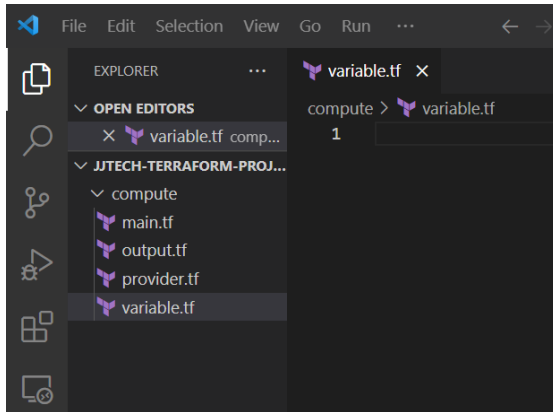 File Edit Selection View Go Run ···
EXPLORER ···
variable.tf
OPEN EDITORS
variable.tf comp...
JJTECH-TERRAFORM-PROJ...
compute
main.tf
output.tf
provider.tf
variable.tf
compute > variable.tf
1